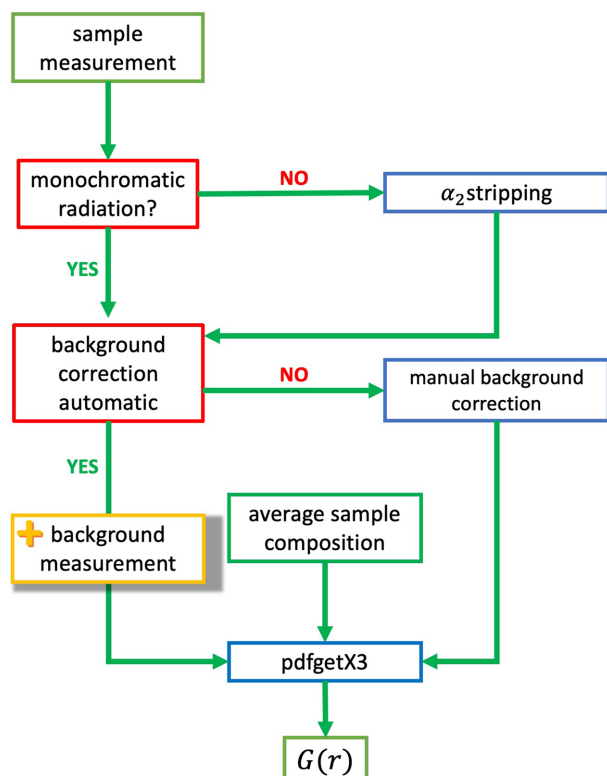 sample
measurement
monochromatic
radiation?
NO
α₂stripping
YES
background
correction
automatic
NO
manual background
correction
YES
+ background
measurement
average sample
composition
pdfgetX3
G(r)